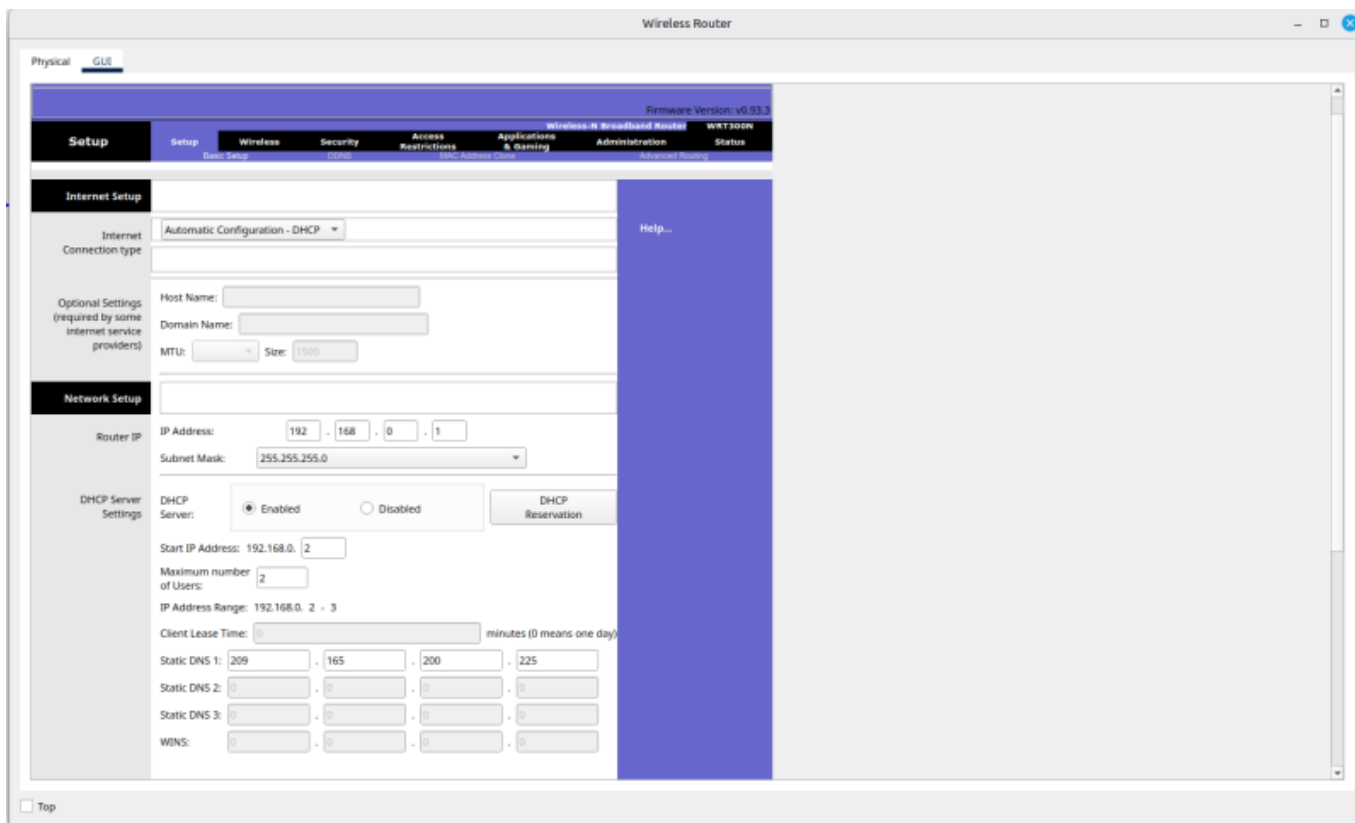 Wireless Router
Physical GUI
Firmware Version: v0.93.3
Wireless-N Broadband Router WRT300N
Setup
Setup Wireless Security Access Restrictions Applications & Gaming Administration Status
Basic Setup DDNS MAC Address Clone Advanced Routing
Internet Setup
Internet
Connection type
Automatic Configuration - DHCP
Help...
Optional Settings
(required by some
internet service
providers)
Host Name:
Domain Name:
MTU: Size: 1500
Network Setup
Router IP
IP Address: 192 . 168 . 0 . 1
Subnet Mask: 255.255.255.0
DHCP Server
Settings
DHCP
Server:
Enabled Disabled
DHCP
Reservation
Start IP Address: 192.168.0. 2
Maximum number
of Users:
2
IP Address Range: 192.168.0. 2 - 3
Client Lease Time: 0 minutes (0 means one day)
Static DNS 1: 209 . 165 . 200 . 225
Static DNS 2: 0 . 0 . 0 . 0
Static DNS 3: 0 . 0 . 0 . 0
WINS: 0 . 0 . 0 . 0
Top